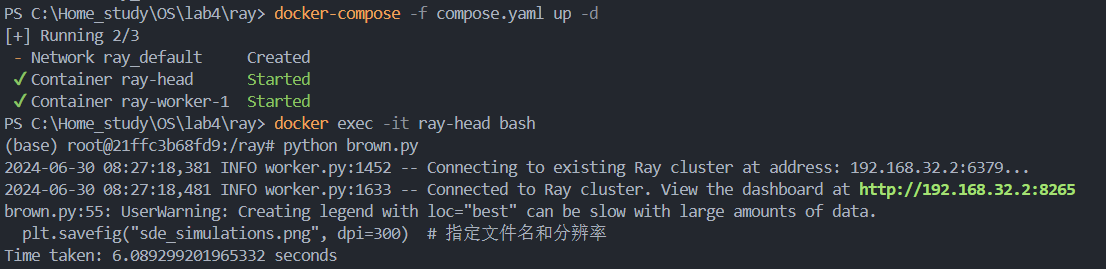 PS C:\Home_study\OS\lab4\ray> docker-compose -f compose.yaml up -d
[+] Running 2/3
 - Network ray_default     Created
 ✔ Container ray-head      Started
 ✔ Container ray-worker-1  Started
PS C:\Home_study\OS\lab4\ray> docker exec -it ray-head bash
(base) root@21ffc3b68fd9:/ray# python brown.py
2024-06-30 08:27:18,381 INFO worker.py:1452 -- Connecting to existing Ray cluster at address: 192.168.32.2:6379...
2024-06-30 08:27:18,481 INFO worker.py:1633 -- Connected to Ray cluster. View the dashboard at http://192.168.32.2:8265
brown.py:55: UserWarning: Creating legend with loc="best" can be slow with large amounts of data.
  plt.savefig("sde_simulations.png", dpi=300)  # 指定文件名和分辨率
Time taken: 6.089299201965332 seconds